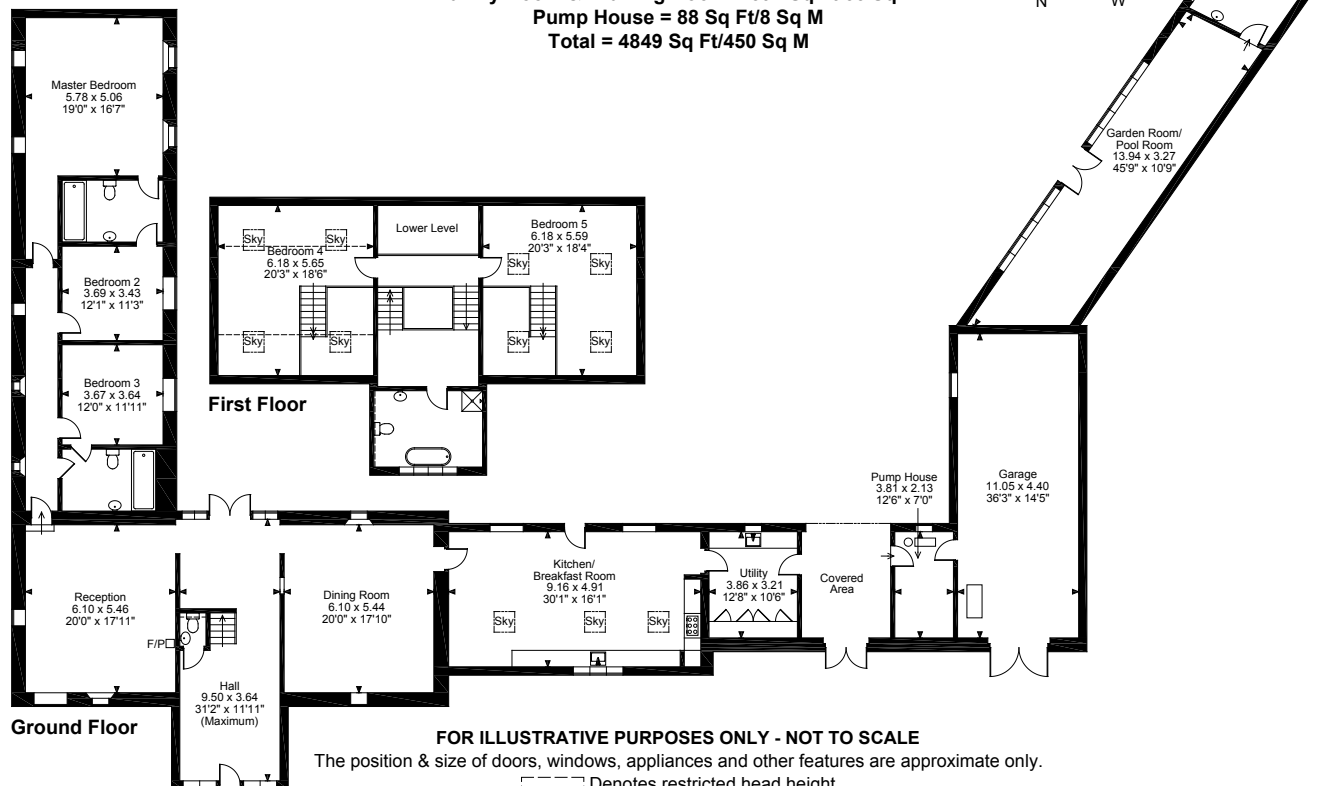 Pump House = 88 Sq Ft/8 Sq M
Total = 4849 Sq Ft/450 Sq M
N
W
Master Bedroom
5.78 x 5.06
19'0" x 16'7"
Garden Room/
Pool Room
13.94 x 3.27
45'9" x 10'9"
Bedroom 2
3.69 x 3.43
12'1" x 11'3"
Bedroom 3
3.67 x 3.64
12'0" x 11'11"
Sky
Sky
Bedroom 4
6.18 x 5.65
20'3" x 18'6"
Sky
Sky
Lower Level
Bedroom 5
6.18 x 5.59
20'3" x 18'4"
Sky
Sky
Sky
Sky
First Floor
Pump House
3.81 x 2.13
12'6" x 7'0"
Garage
11.05 x 4.40
36'3" x 14'5"
Reception
6.10 x 5.46
20'0" x 17'11"
F/P
Hall
9.50 x 3.64
31'2" x 11'11"
(Maximum)
Dining Room
6.10 x 5.44
20'0" x 17'10"
Kitchen/
Breakfast Room
9.16 x 4.91
30'1" x 16'1"
Sky
Sky
Sky
Utility
3.86 x 3.21
12'8" x 10'6"
Covered
Area
Ground Floor
FOR ILLUSTRATIVE PURPOSES ONLY - NOT TO SCALE
The position & size of doors, windows, appliances and other features are approximate only.
Denotes restricted head height